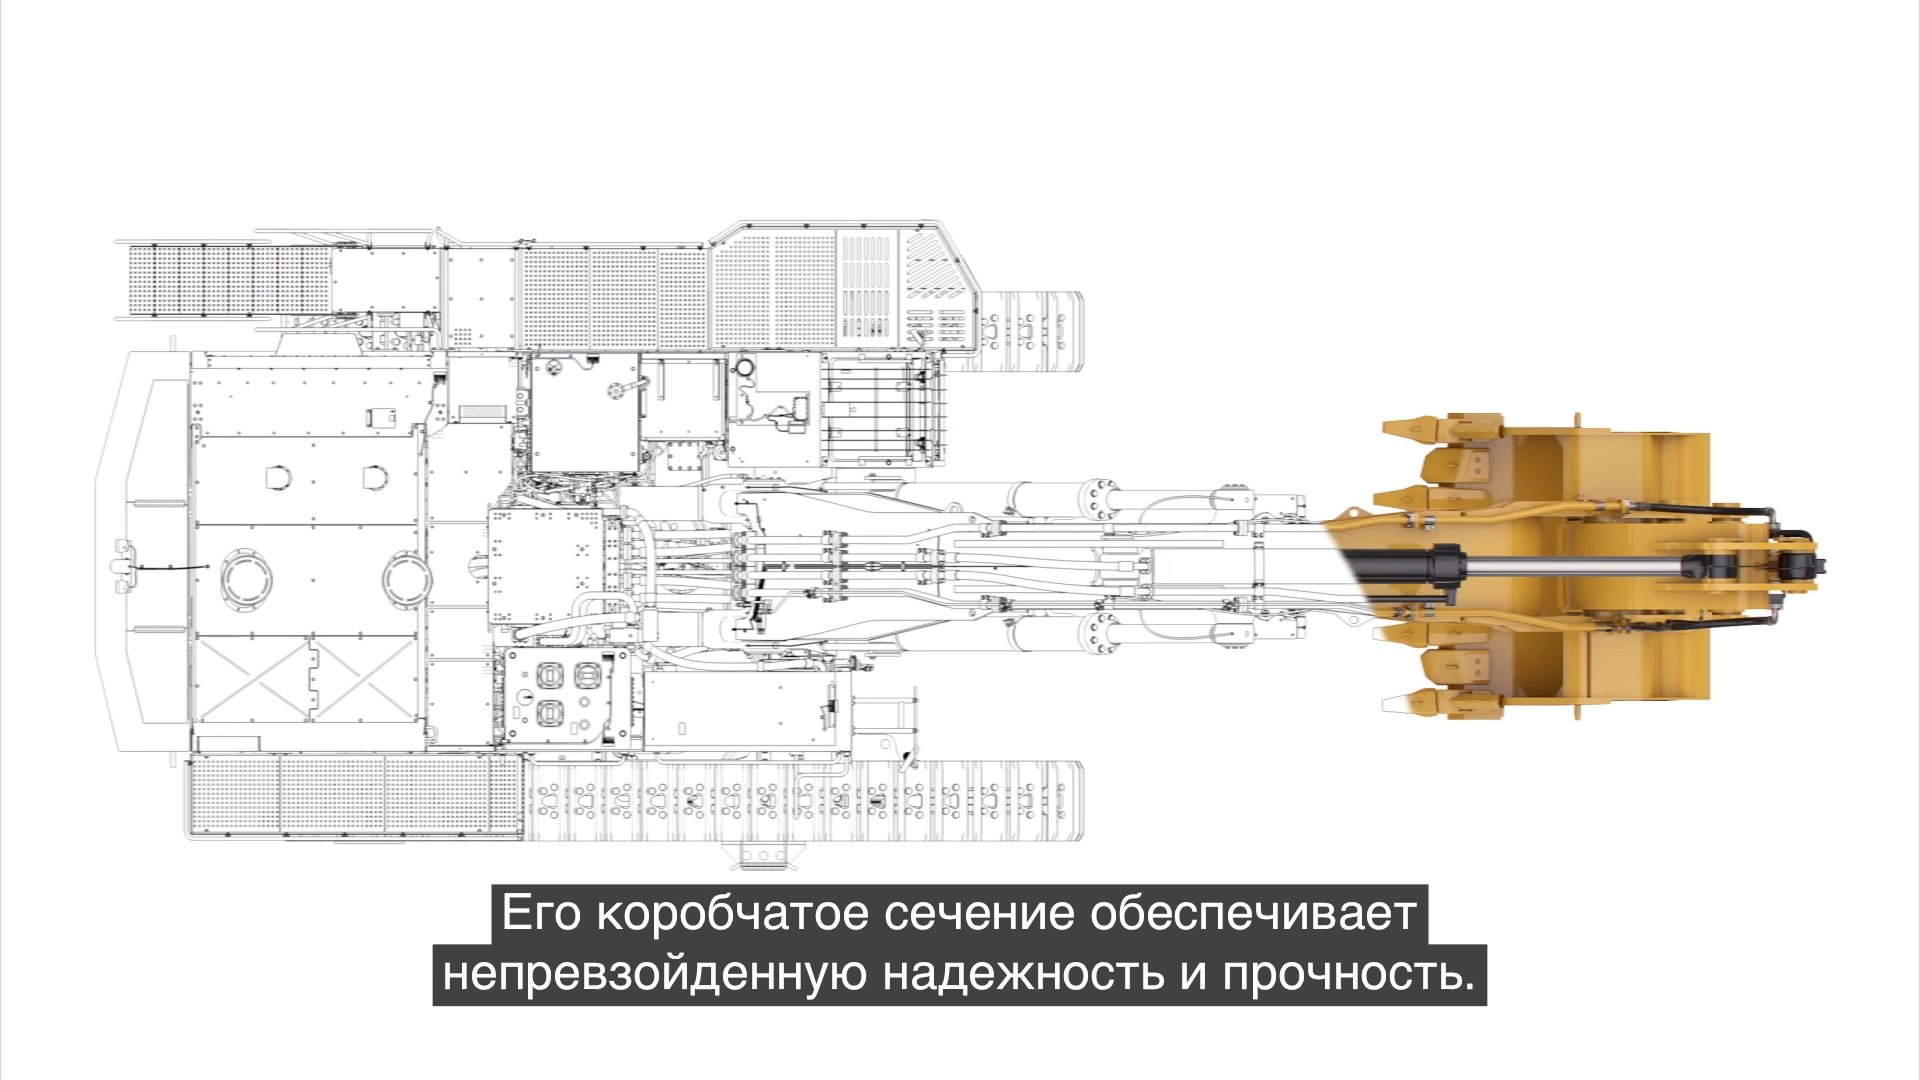 Его коробчатое сечение обеспечивает
непревзойденную надежность и прочность.